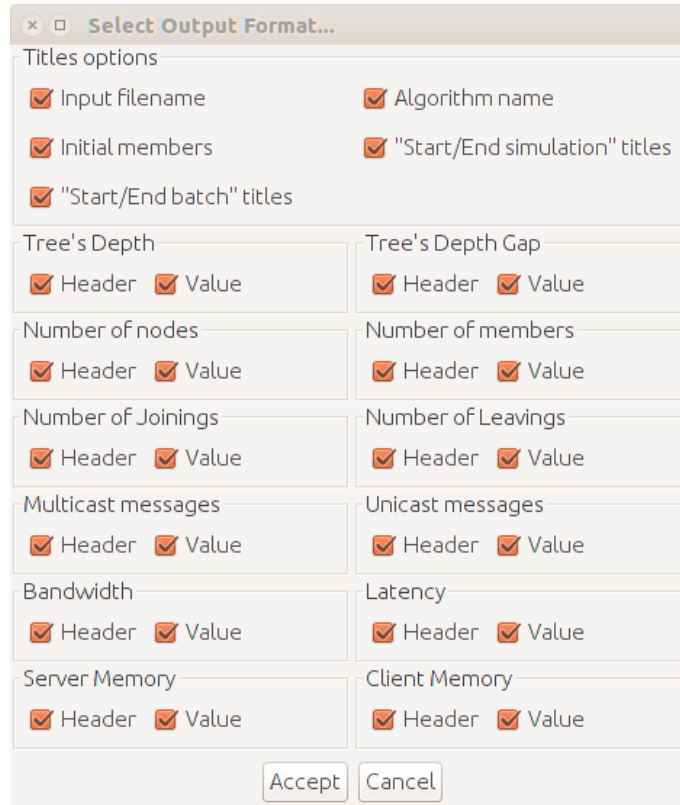 Select Output Format...
Titles options
Input filename Algorithm name
Initial members "Start/End simulation" titles
"Start/End batch" titles
Tree's Depth Tree's Depth Gap
Header Value Header Value
Number of nodes Number of members
Header Value Header Value
Number of Joinings Number of Leavings
Header Value Header Value
Multicast messages Unicast messages
Header Value Header Value
Bandwidth Latency
Header Value Header Value
Server Memory Client Memory
Header Value Header Value
Accept Cancel